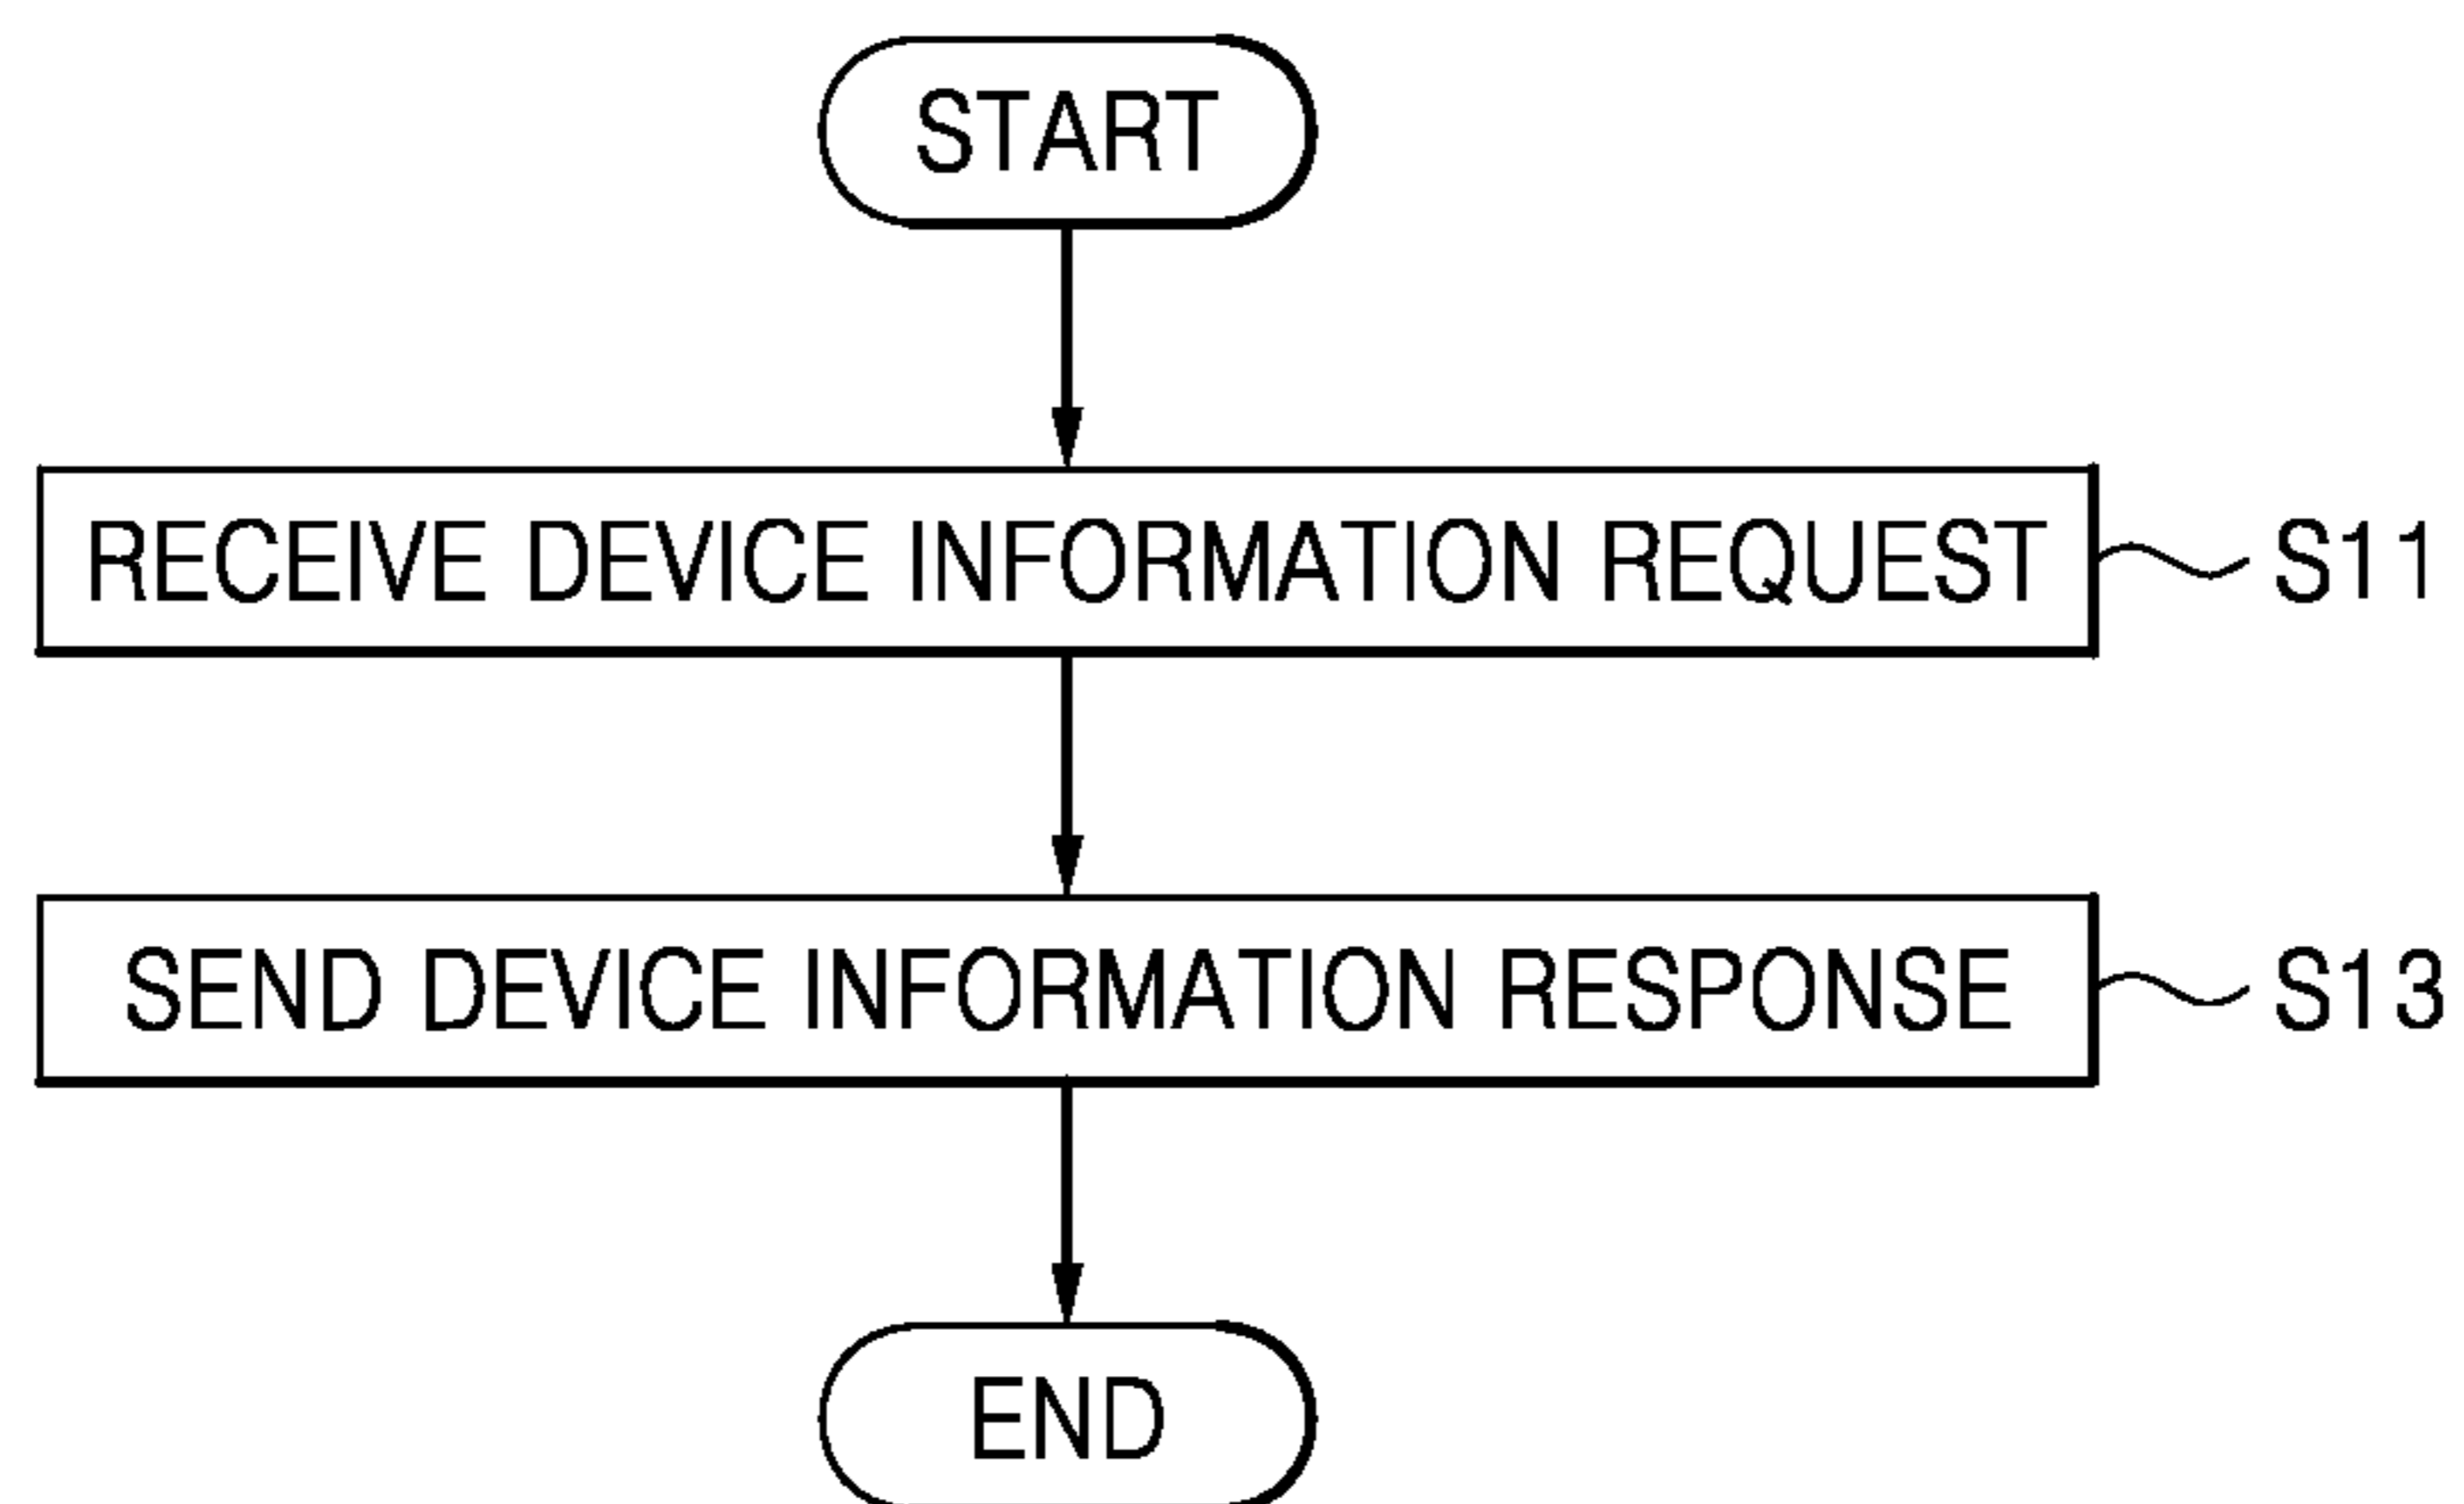 START
RECEIVE DEVICE INFORMATION REQUEST S11
SEND DEVICE INFORMATION RESPONSE S13
END